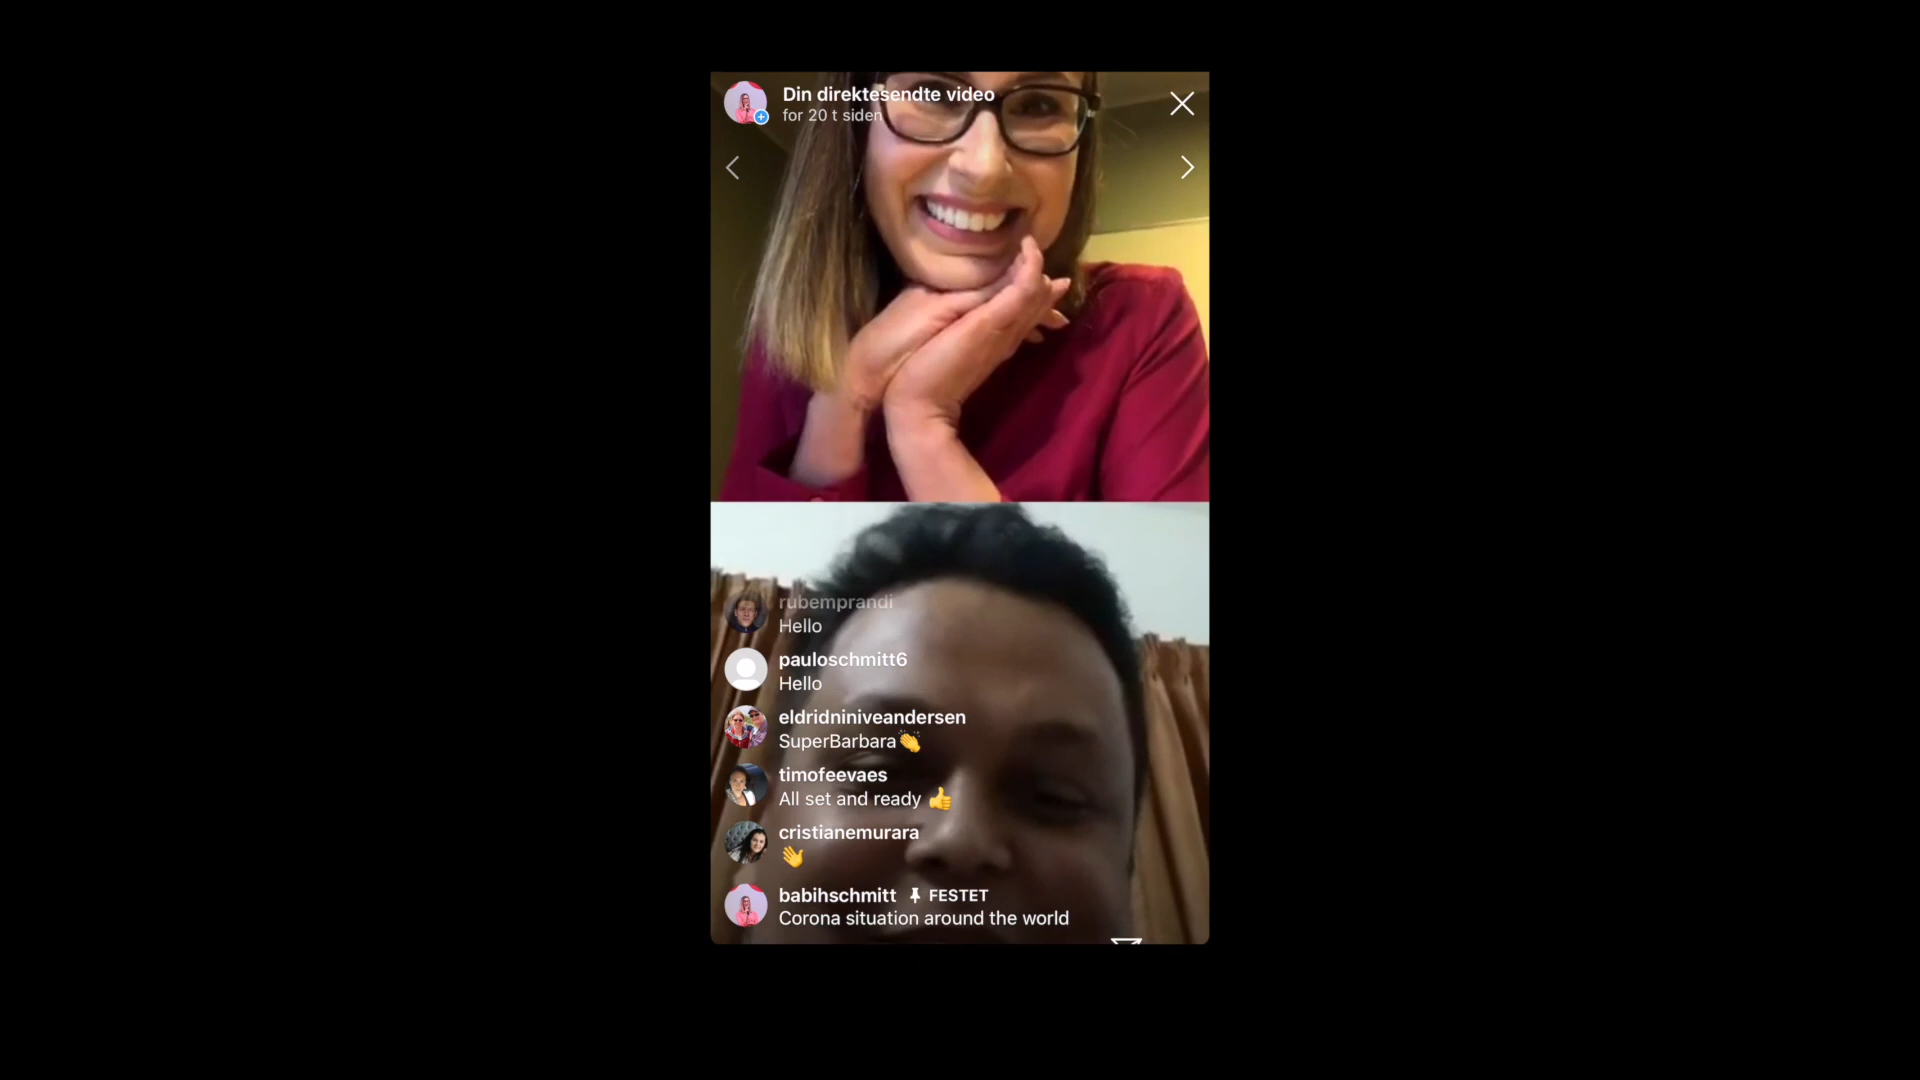 Din direktesendte video
for 20 t siden
rubemprandi
Hello
pauloschmitt6
Hello
eldridniniveandersen
SuperBarbara👏
timofeevaes
All set and ready 👍
cristianemurara
👋
babihschmitt 📌 FESTET
Corona situation around the world